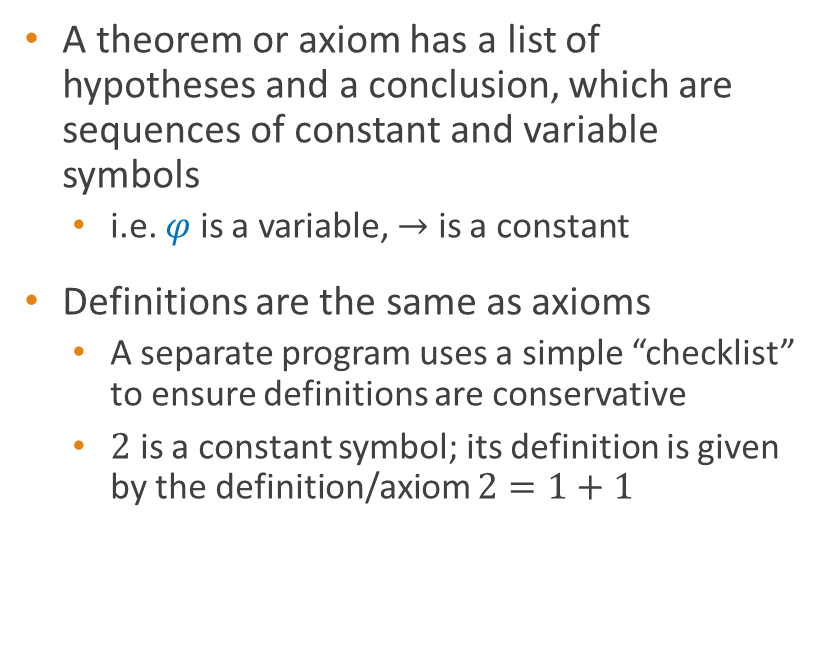 • A theorem or axiom has a list of
hypotheses and a conclusion, which are
sequences of constant and variable
symbols
• i.e. φ is a variable, → is a constant
• Definitions are the same as axioms
• A separate program uses a simple “checklist”
to ensure definitions are conservative
• 2 is a constant symbol; its definition is given
by the definition/axiom 2 = 1 + 1